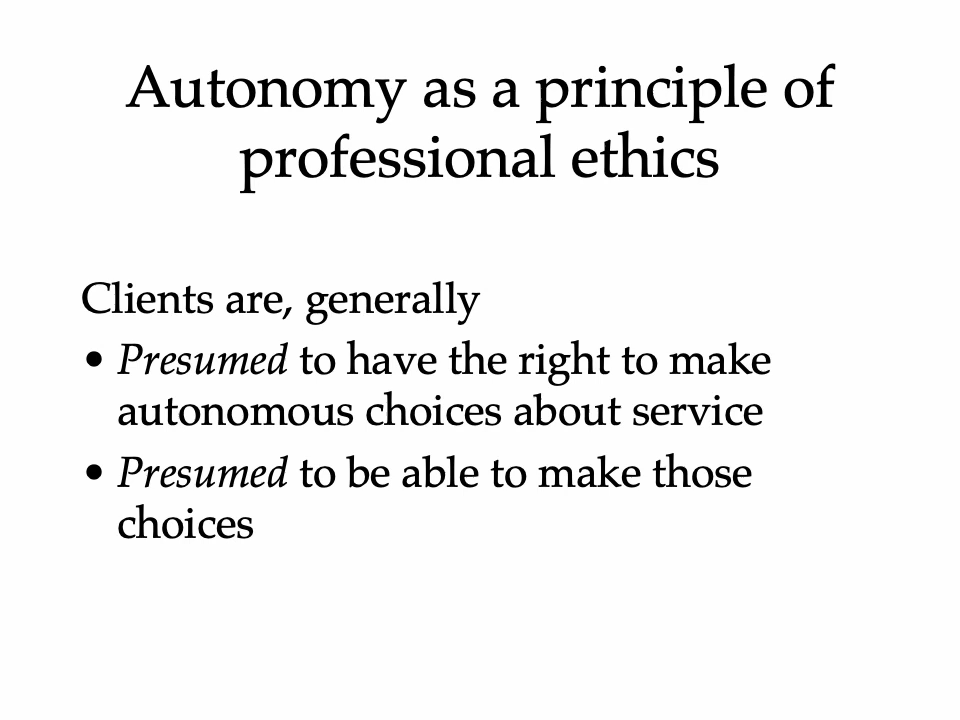 Autonomy as a principle of
professional ethics
Clients are, generally
• Presumed to have the right to make
autonomous choices about service
• Presumed to be able to make those
choices